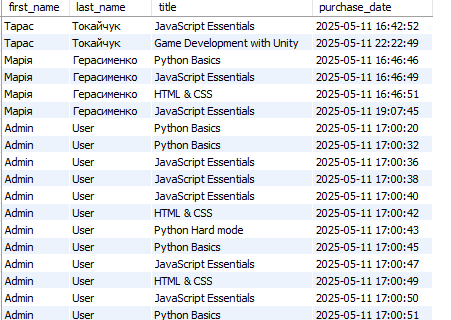 first_name last_name title purchase_date
Тарас Токайчук JavaScript Essentials 2025-05-11 16:42:52
Тарас Токайчук Game Development with Unity 2025-05-11 22:22:49
Марія Герасименко Python Basics 2025-05-11 16:46:46
Марія Герасименко JavaScript Essentials 2025-05-11 16:46:49
Марія Герасименко HTML & CSS 2025-05-11 16:46:51
Марія Герасименко JavaScript Essentials 2025-05-11 19:07:45
Admin User Python Basics 2025-05-11 17:00:20
Admin User Python Basics 2025-05-11 17:00:32
Admin User JavaScript Essentials 2025-05-11 17:00:36
Admin User JavaScript Essentials 2025-05-11 17:00:38
Admin User JavaScript Essentials 2025-05-11 17:00:40
Admin User HTML & CSS 2025-05-11 17:00:42
Admin User Python Hard mode 2025-05-11 17:00:43
Admin User Python Basics 2025-05-11 17:00:45
Admin User JavaScript Essentials 2025-05-11 17:00:47
Admin User HTML & CSS 2025-05-11 17:00:49
Admin User JavaScript Essentials 2025-05-11 17:00:50
Admin User Python Basics 2025-05-11 17:00:51